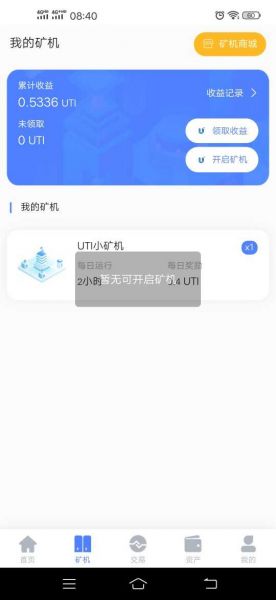 08:40
我的矿机
矿机商城
累计收益
0.5336 UTI
收益记录
未领取
0 UTI
领取收益
开启矿机
我的矿机
UTI小矿机
x1
每日运行
每日奖励
2小时
0.4 UTI
暂无可开启矿机
首页
矿机
交易
资产
我的